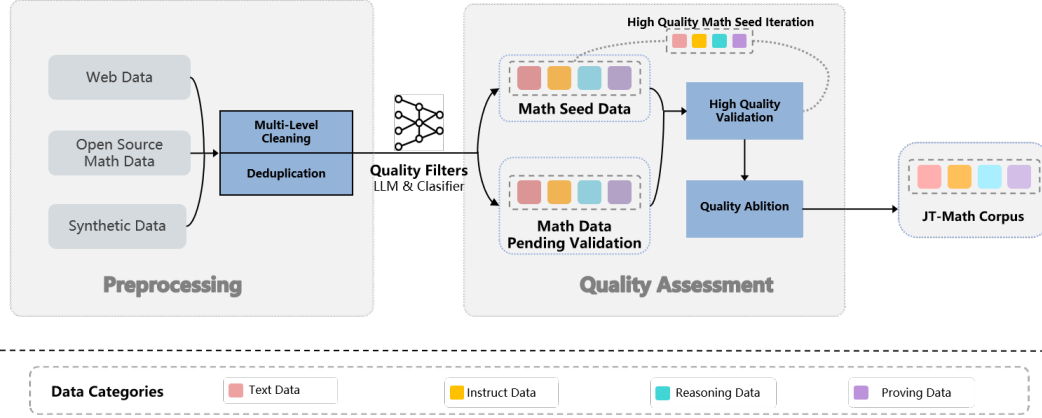 High Quality Math Seed Iteration
Web Data
Open Source
Math Data
Synthetic Data
Multi-Level
Cleaning
Deduplication
Preprocessing
Quality Filters
LLM & Clasifier
Math Seed Data
Math Data
Pending Validation
High Quality
Validation
Quality Ablition
Quality Assessment
JT-Math Corpus
Data Categories
Text Data
Instruct Data
Reasoning Data
Proving Data